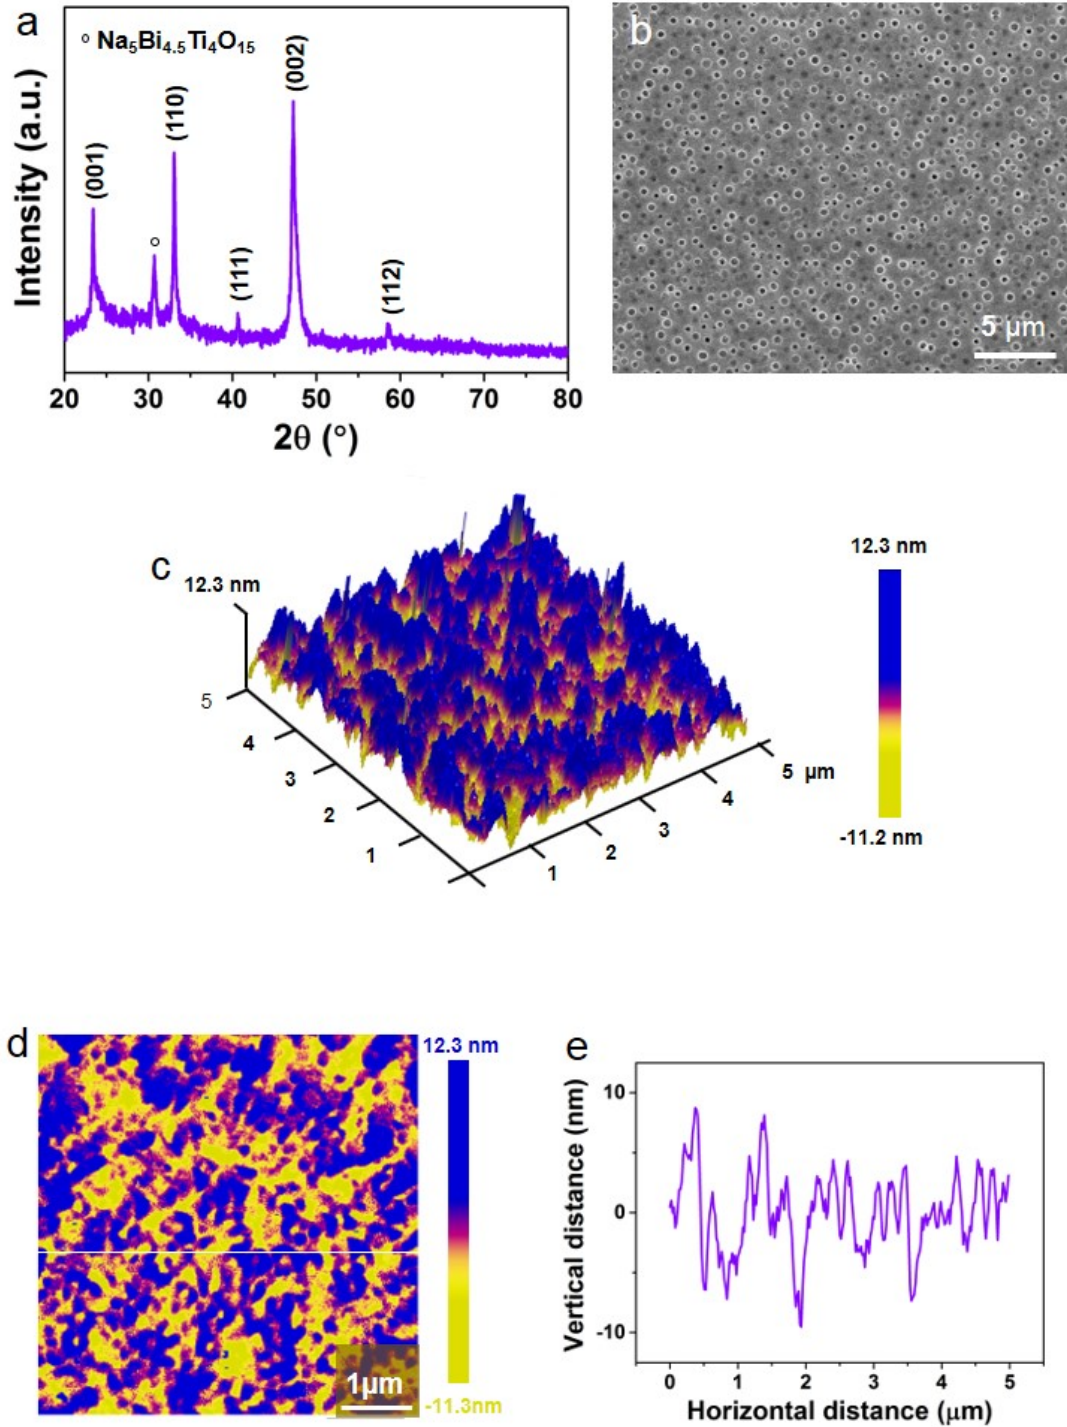 a
° Na₅Bi₄.₅Ti₄O₁₅
Intensity (a.u.)
(001)
°
(110)
(111)
(002)
(112)
20 30 40 50 60 70 80
2θ (°)
b
5 µm
c
12.3 nm
5
4
3
2
1
1
2
3
4
5 µm
12.3 nm
-11.2 nm
d
12.3 nm
1µm
-11.3nm
e
Vertical distance (nm)
10
0
-10
0 1 2 3 4 5
Horizontal distance (µm)